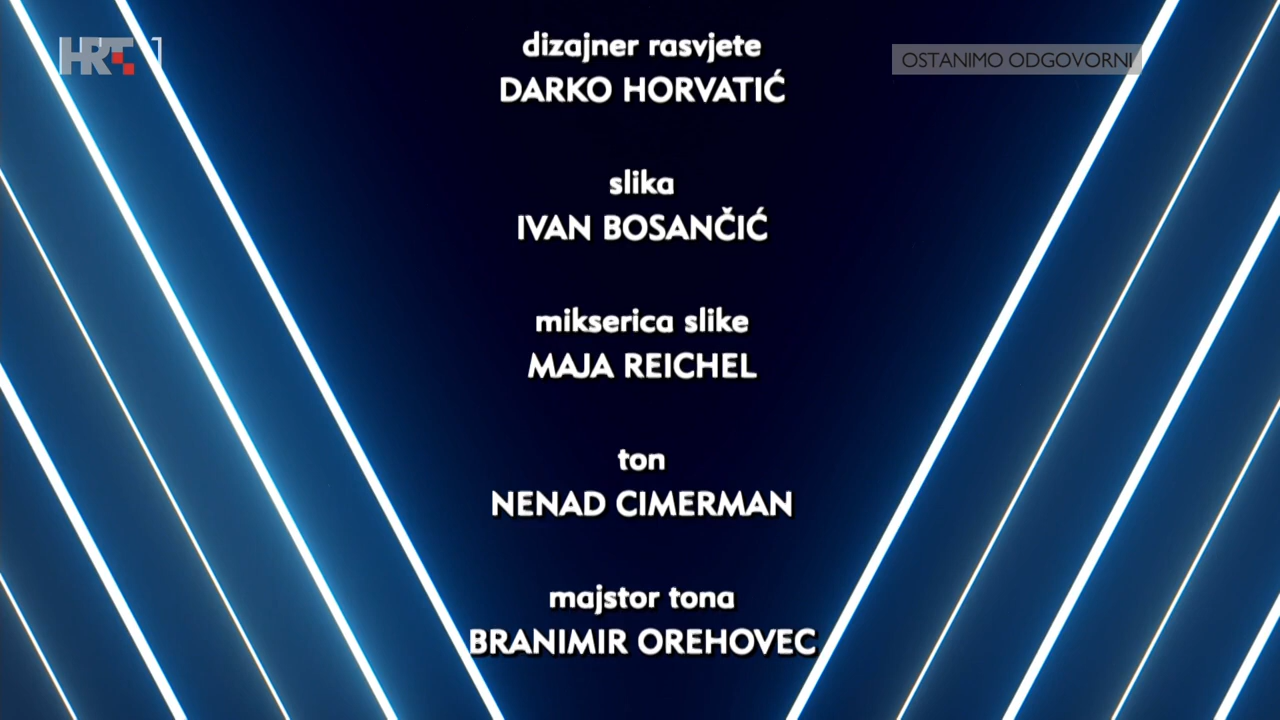 HRT 1
OSTANIMO ODGOVORNI
dizajner rasvjete
DARKO HORVATIĆ
slika
IVAN BOSANČIĆ
mikserica slike
MAJA REICHEL
ton
NENAD CIMERMAN
majstor tona
BRANIMIR OREHOVEC